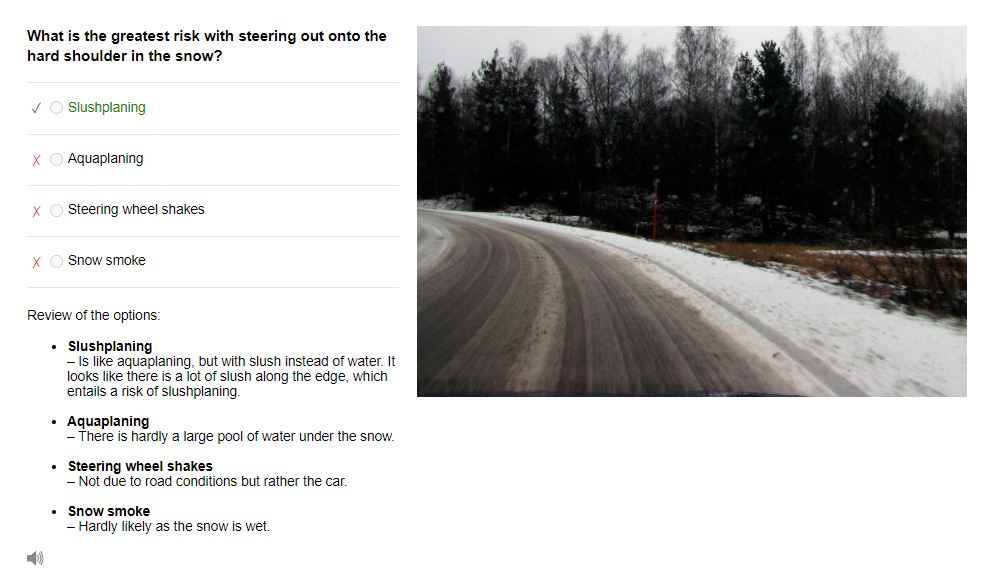 What is the greatest risk with steering out onto the
hard shoulder in the snow?
✓ Slushplaning
X Aquaplaning
X Steering wheel shakes
X Snow smoke
Review of the options:
• Slushplaning
– Is like aquaplaning, but with slush instead of water. It
looks like there is a lot of slush along the edge, which
entails a risk of slushplaning.
• Aquaplaning
– There is hardly a large pool of water under the snow.
• Steering wheel shakes
– Not due to road conditions but rather the car.
• Snow smoke
– Hardly likely as the snow is wet.